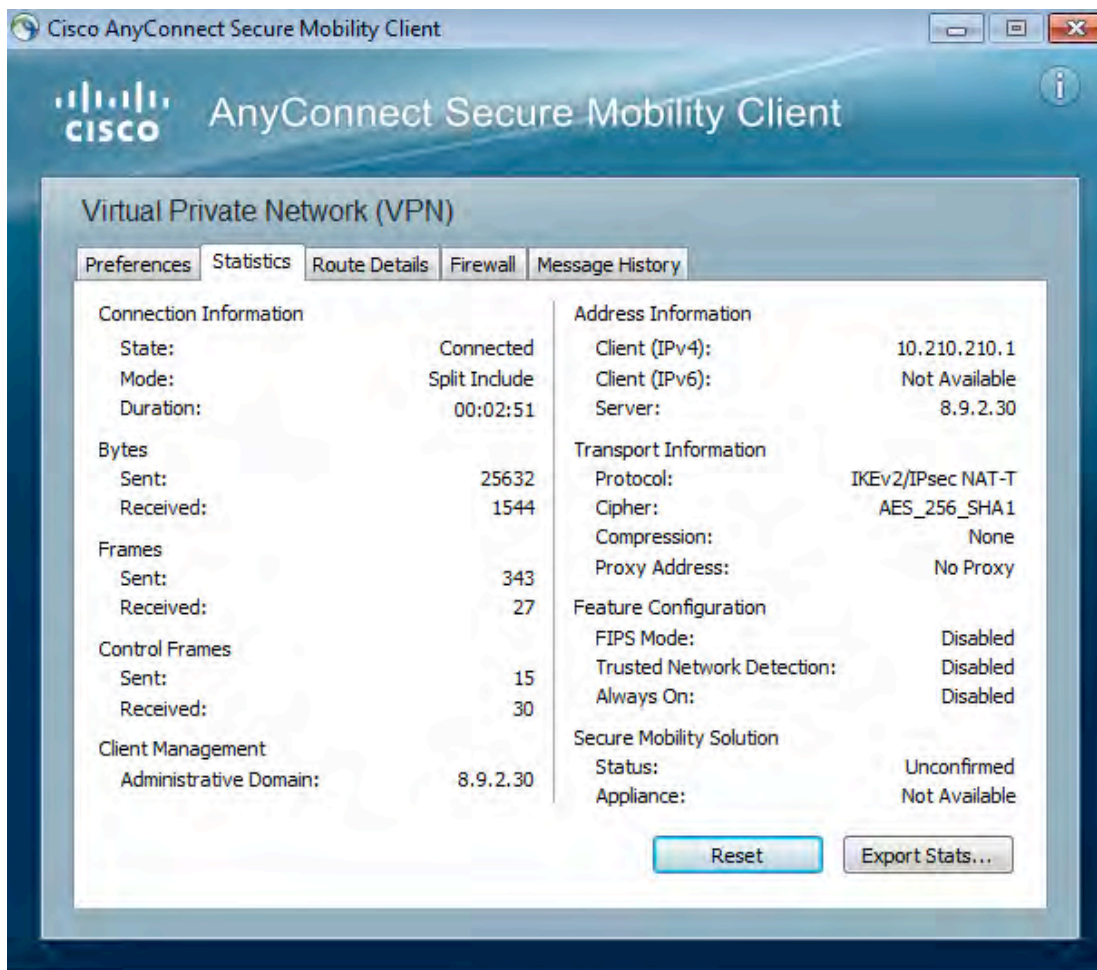 Cisco AnyConnect Secure Mobility Client
CISCO
AnyConnect Secure Mobility Client
Virtual Private Network (VPN)
Preferences Statistics Route Details Firewall Message History
Connection Information
State: Connected
Mode: Split Include
Duration: 00:02:51
Bytes
Sent: 25632
Received: 1544
Frames
Sent: 343
Received: 27
Control Frames
Sent: 15
Received: 30
Client Management
Administrative Domain: 8.9.2.30
Address Information
Client (IPv4): 10.210.210.1
Client (IPv6): Not Available
Server: 8.9.2.30
Transport Information
Protocol: IKEv2/IPsec NAT-T
Cipher: AES_256_SHA1
Compression: None
Proxy Address: No Proxy
Feature Configuration
FIPS Mode: Disabled
Trusted Network Detection: Disabled
Always On: Disabled
Secure Mobility Solution
Status: Unconfirmed
Appliance: Not Available
Reset Export Stats...